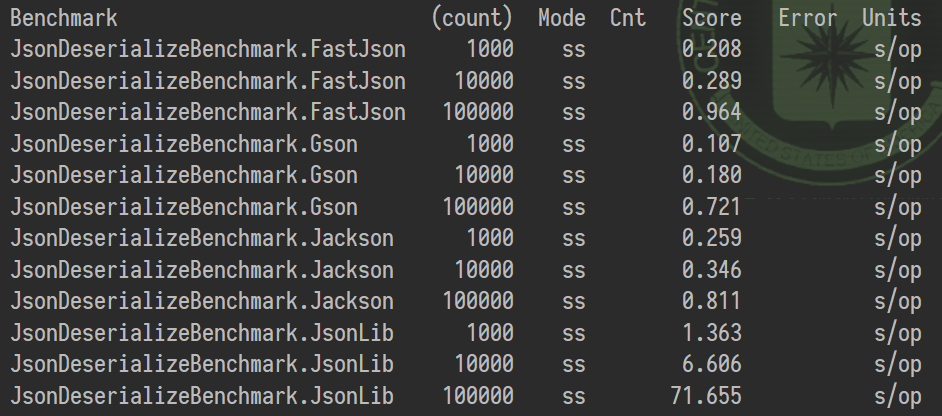 Benchmark (count) Mode Cnt Score Error Units
JsonDeserializeBenchmark.FastJson 1000 ss 0.208 s/op
JsonDeserializeBenchmark.FastJson 10000 ss 0.289 s/op
JsonDeserializeBenchmark.FastJson 100000 ss 0.964 s/op
JsonDeserializeBenchmark.Gson 1000 ss 0.107 s/op
JsonDeserializeBenchmark.Gson 10000 ss 0.180 s/op
JsonDeserializeBenchmark.Gson 100000 ss 0.721 s/op
JsonDeserializeBenchmark.Jackson 1000 ss 0.259 s/op
JsonDeserializeBenchmark.Jackson 10000 ss 0.346 s/op
JsonDeserializeBenchmark.Jackson 100000 ss 0.811 s/op
JsonDeserializeBenchmark.JsonLib 1000 ss 1.363 s/op
JsonDeserializeBenchmark.JsonLib 10000 ss 6.606 s/op
JsonDeserializeBenchmark.JsonLib 100000 ss 71.655 s/op